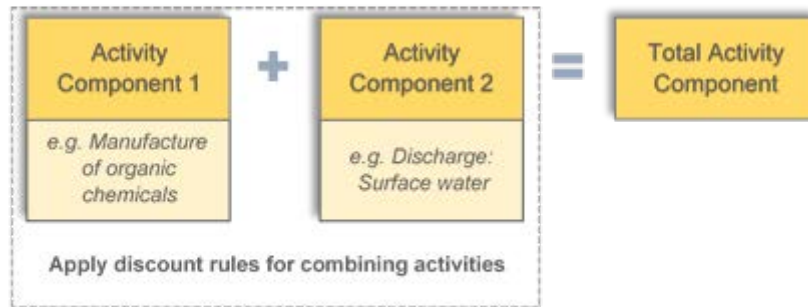 Activity
Component 1
+
Activity
Component 2
=
Total Activity
Component
e.g. Manufacture
of organic
chemicals
e.g. Discharge:
Surface water
Apply discount rules for combining activities